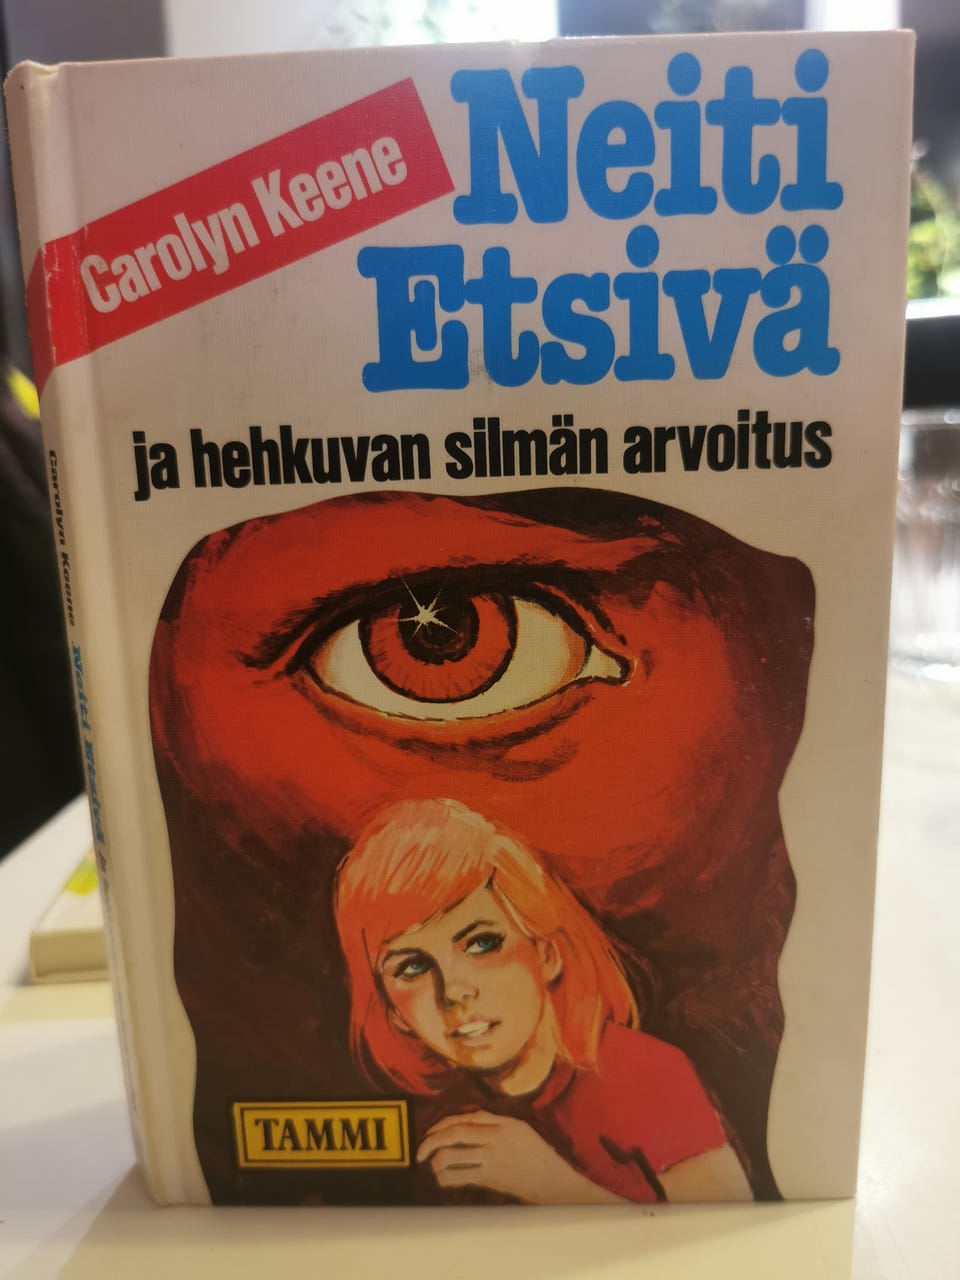 Carolyn Keene
Neiti
Etsivä
ja hehkuvan silmän arvoitus
TAMMI
Carolyn Keene Neiti Etsivä